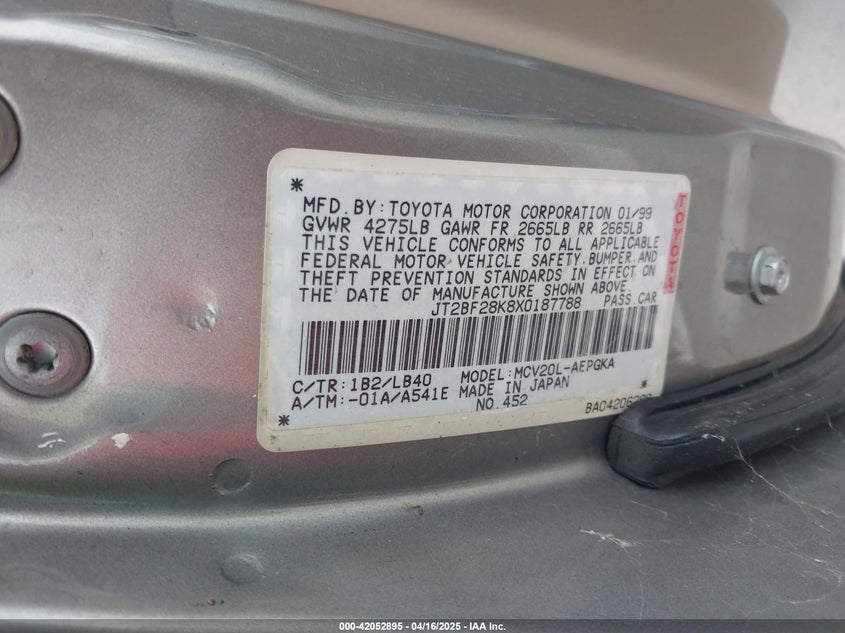 MFD. BY: TOYOTA MOTOR CORPORATION 01/99
GVWR 4275LB GAWR FR 2665LB RR 2665LB
THIS VEHICLE CONFORMS TO ALL APPLICABLE
FEDERAL MOTOR VEHICLE SAFETY, BUMPER, AND
THEFT PREVENTION STANDARDS IN EFFECT ON
THE DATE OF MANUFACTURE SHOWN ABOVE.
JT2BF28K8X0187788 PASS. CAR
TOYOTA
C/TR: 1B2/LB40 MODEL: MCV20L-AEPGKA
A/TM: -01A/A541E MADE IN JAPAN
NO. 452
000-42052895 - 04/16/2025 - IAA Inc.